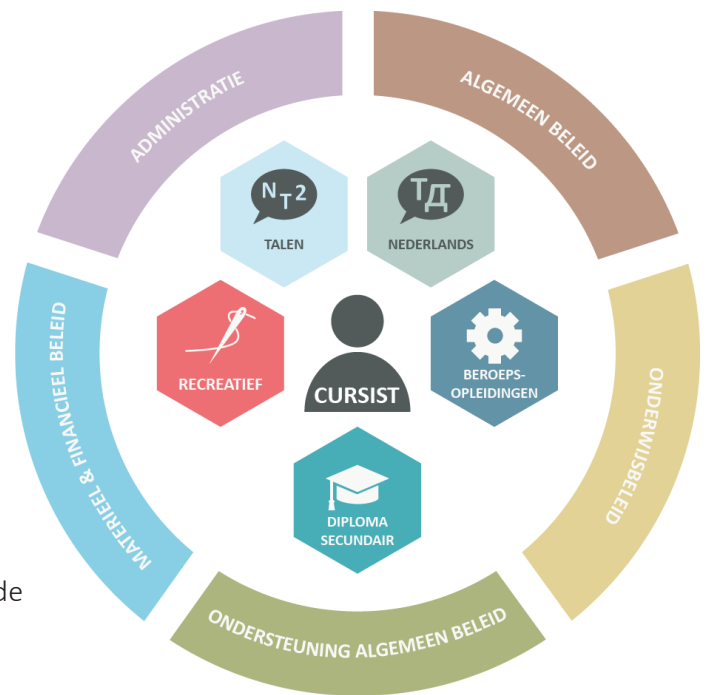 ADMINISTRATIE
ALGEMEEN BELEID
NT2
TALEN
ТД
NEDERLANDS
RECREATIEF
CURSIST
BEROEPS-
OPLEIDINGEN
DIPLOMA
SECUNDAIR
MATERIEEL & FINANCIEEL BELEID
ONDERWIJSBELEID
de
ONDERSTEUNING ALGEMEEN BELEID